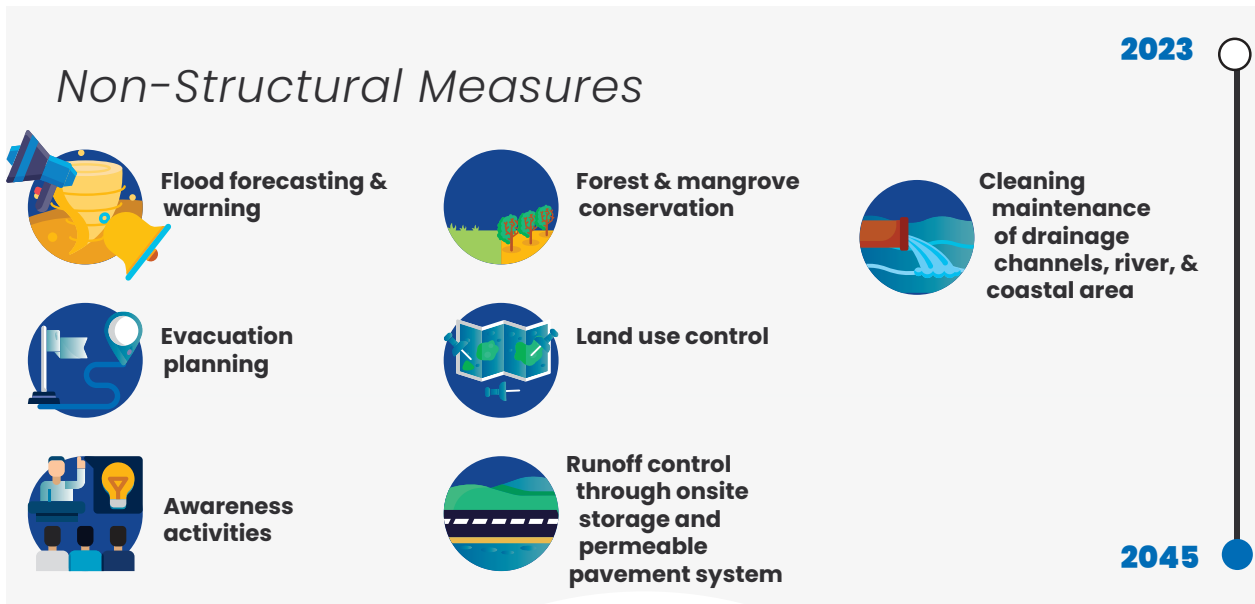 Non-Structural Measures
2023
Flood forecasting &
warning
Evacuation
planning
Awareness
activities
Forest & mangrove
conservation
Land use control
Runoff control
through onsite
storage and
permeable
pavement system
Cleaning
maintenance
of drainage
channels, river, &
coastal area
2045